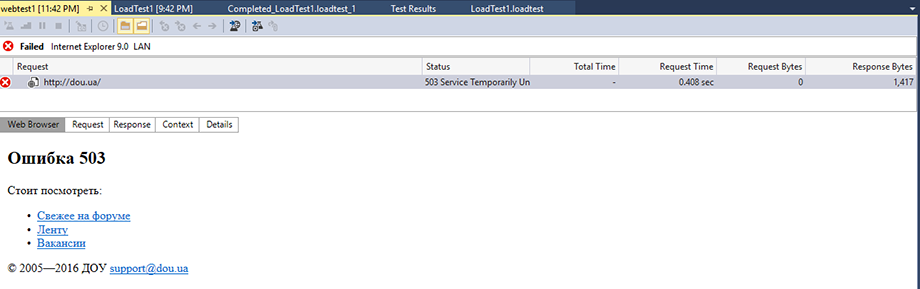 webtest1 [11:42 PM] LoadTest1 [9:42 PM] Completed_LoadTest1.loadtest_1 Test Results LoadTest1.loadtest
Failed Internet Explorer 9.0 LAN
Request Status Total Time Request Time Request Bytes Response Bytes
http://dou.ua/ 503 Service Temporarily Un - 0.408 sec 0 1,417
Web Browser Request Response Context Details
Ошибка 503
Стоит посмотреть:
• Свежее на форуме
• Ленту
• Вакансии
© 2005—2016 ДОУ support@dou.ua